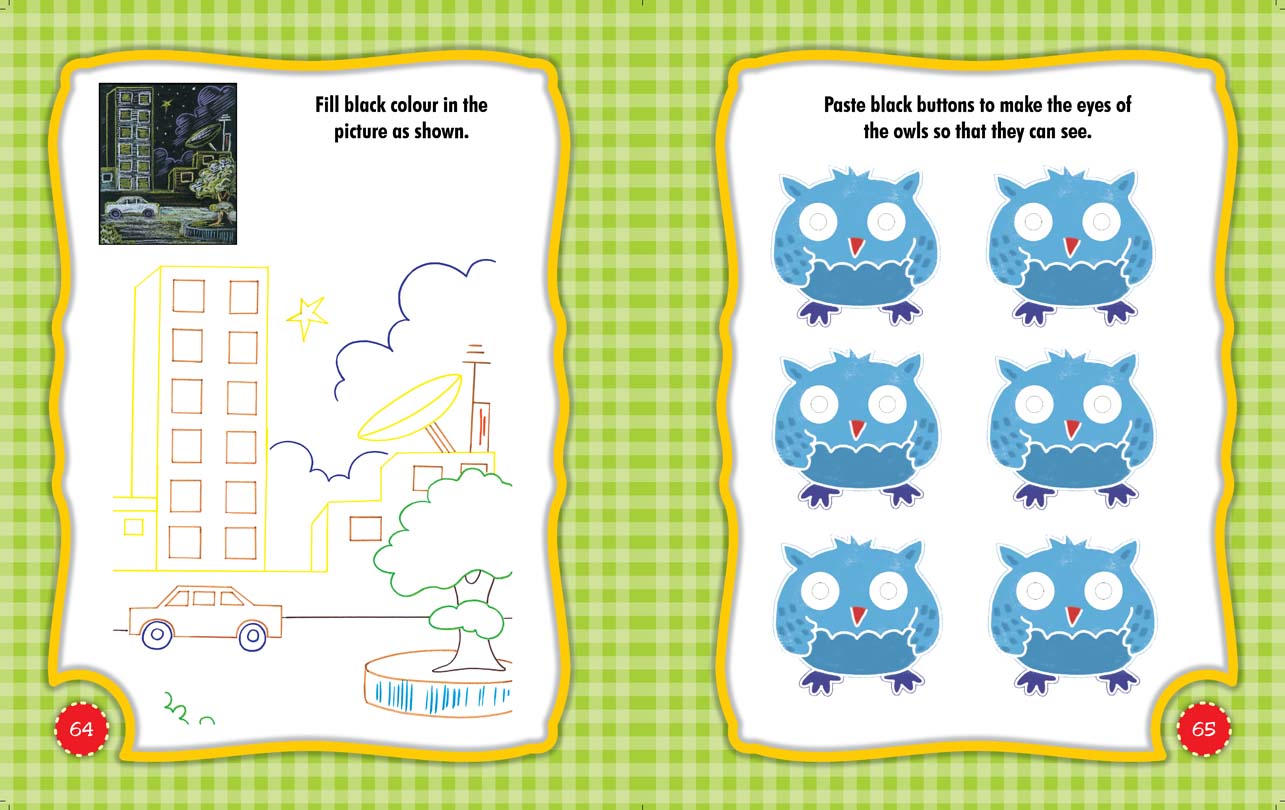 Fill black colour in the
picture as shown.
64
Paste black buttons to make the eyes of
the owls so that they can see.
65